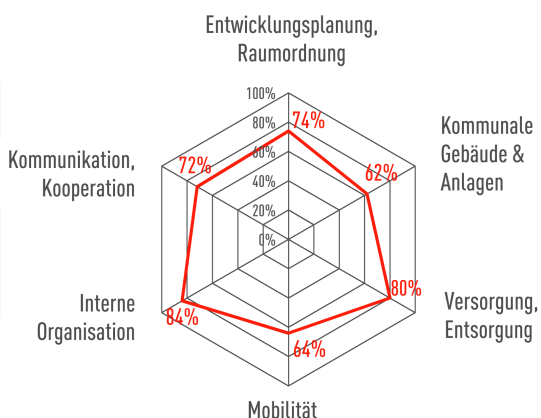 Entwicklungsplanung,
Raumordnung
100%
80%
74%
60%
40%
20%
0%
Kommunale
Gebäude &
Anlagen
62%
Kommunikation,
Kooperation
72%
80%
Versorgung,
Entsorgung
Interne
Organisation
84%
64%
Mobilität